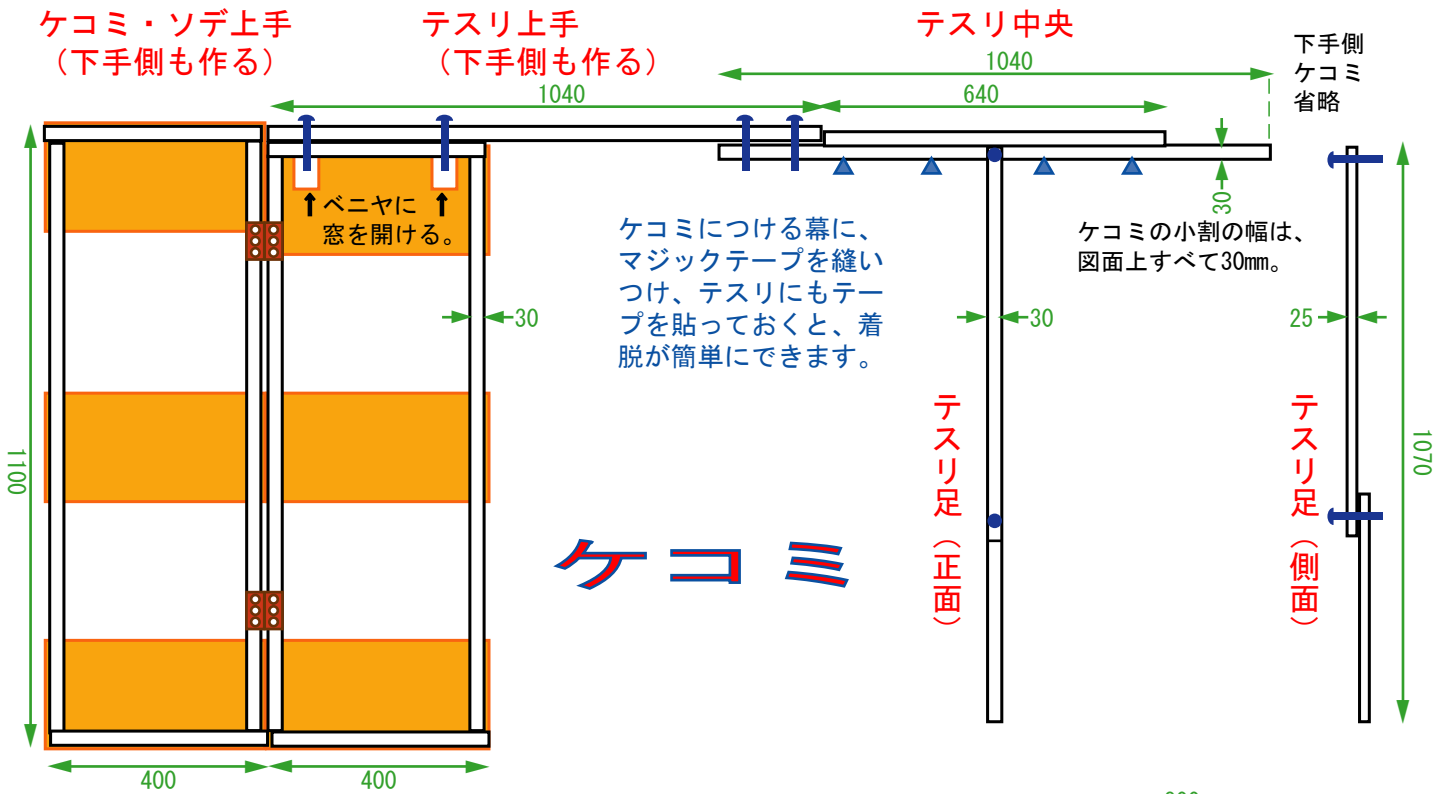 ケコミ・ソデ上手
（下手側も作る）
テスリ上手
（下手側も作る）
テスリ中央
下手側
ケコミ
省略
1040
1040
640
↑ベニヤに ↑
窓を開ける。
ケコミにつける幕に、
マジックテープを縫い
つけ、テスリにもテー
プを貼っておくと、着
脱が簡単にできます。
30
ケコミの小割の幅は、
図面上すべて30mm。
30
30
25
テスリ足（正面）
テスリ足（側面）
1100
1070
ケコミ
400
400